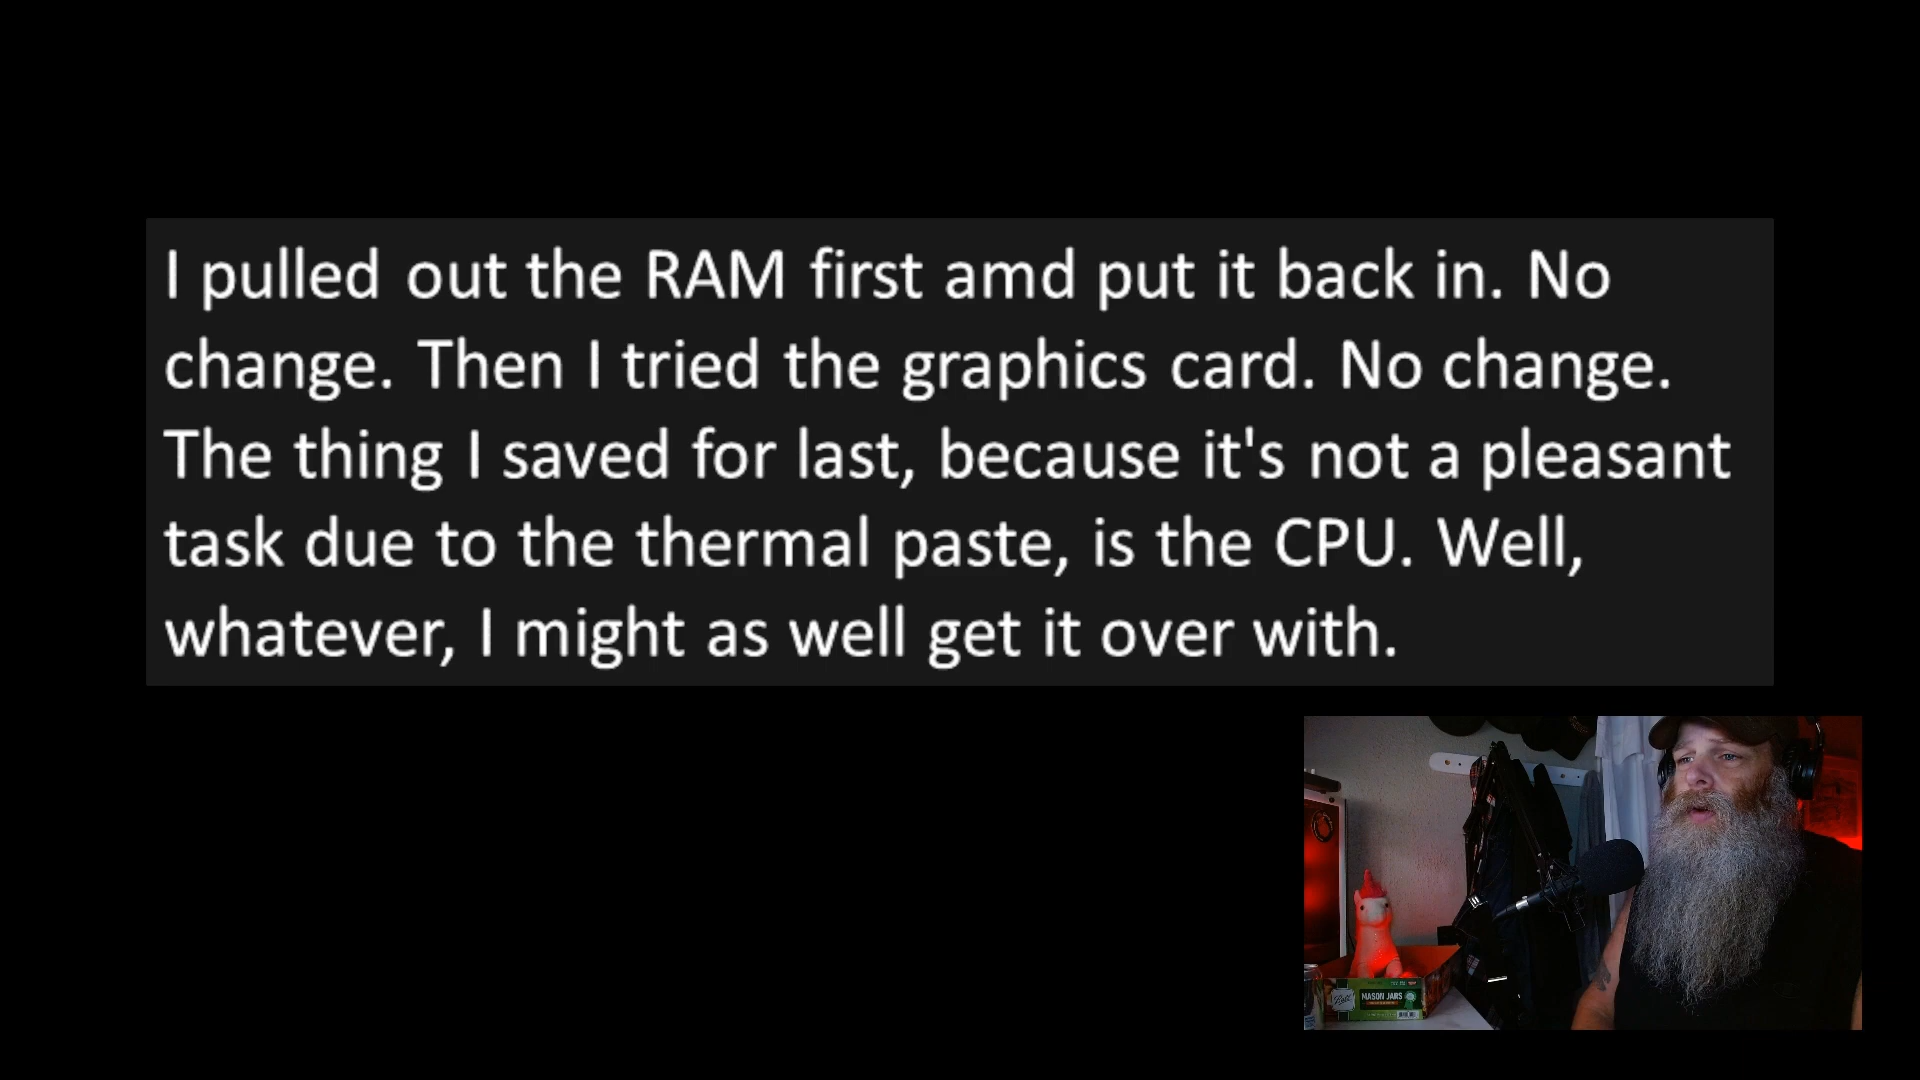 I pulled out the RAM first amd put it back in. No
change. Then I tried the graphics card. No change.
The thing I saved for last, because it's not a pleasant
task due to the thermal paste, is the CPU. Well,
whatever, I might as well get it over with.
MASON JARS